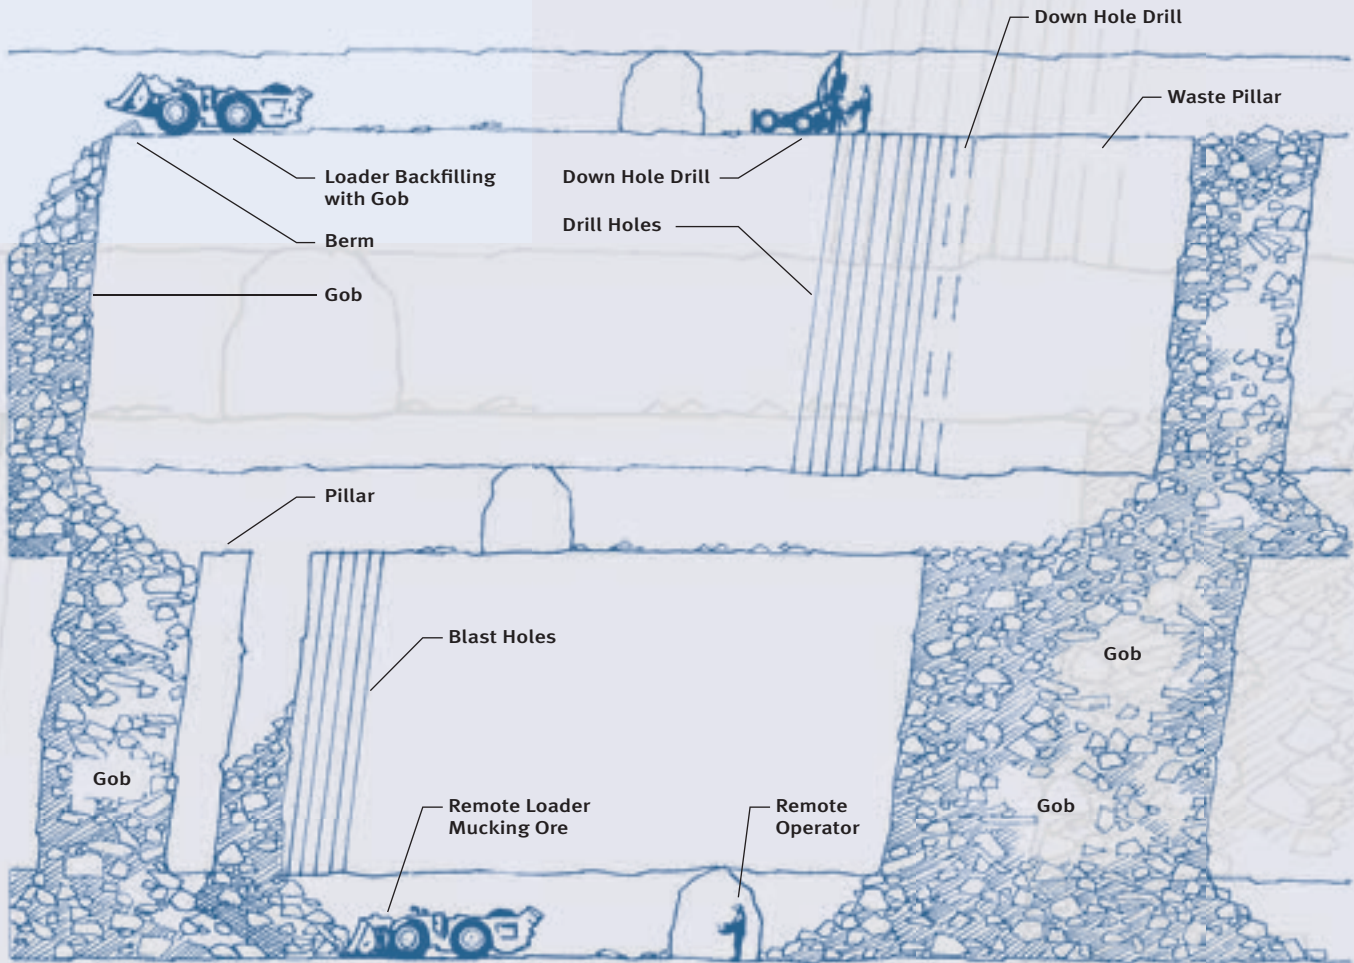 Down Hole Drill
Waste Pillar
Loader Backfilling
with Gob
Down Hole Drill
Drill Holes
Berm
Gob
Pillar
Blast Holes
Gob
Gob
Remote Loader
Mucking Ore
Remote
Operator
Gob